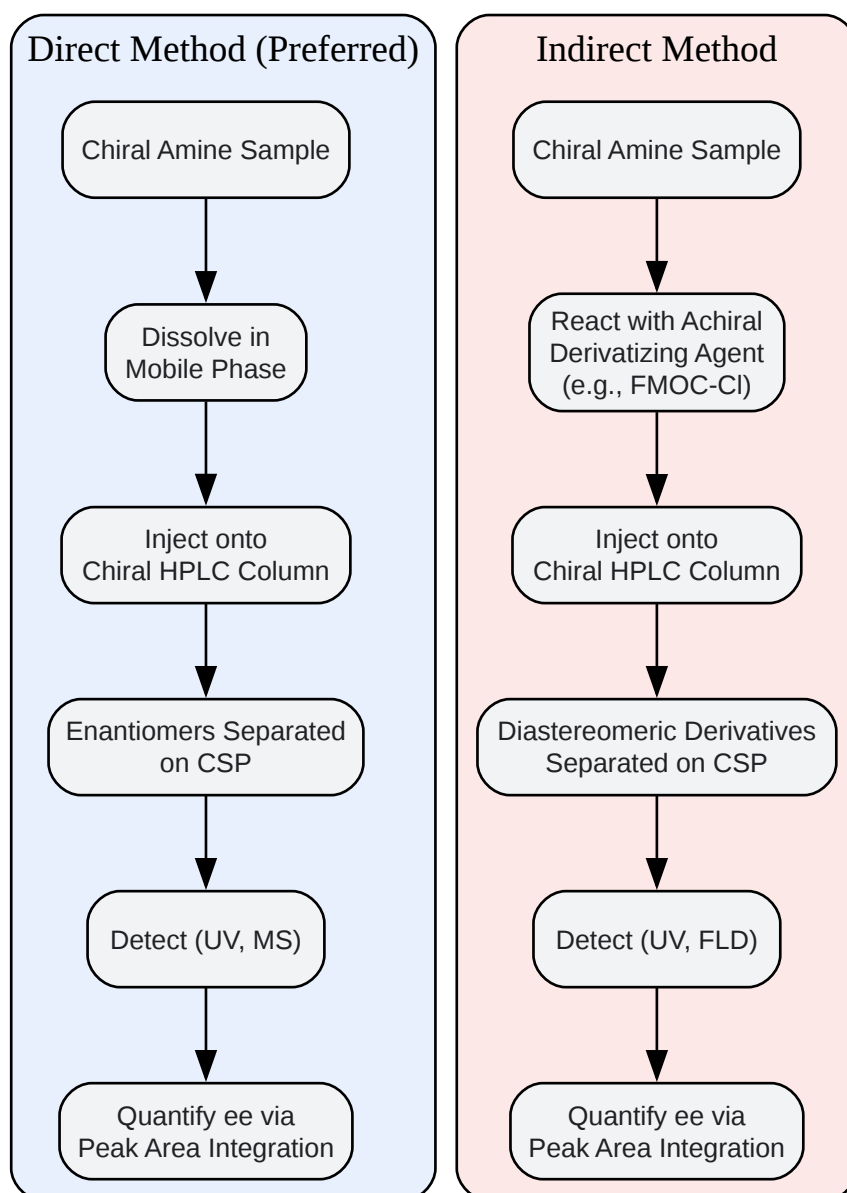 Direct Method (Preferred)
Chiral Amine Sample
Dissolve in
Mobile Phase
Inject onto
Chiral HPLC Column
Enantiomers Separated
on CSP
Detect (UV, MS)
Quantify ee via
Peak Area Integration
Indirect Method
Chiral Amine Sample
React with Achiral
Derivatizing Agent
(e.g., FMOC-Cl)
Inject onto
Chiral HPLC Column
Diastereomeric Derivatives
Separated on CSP
Detect (UV, FLD)
Quantify ee via
Peak Area Integration